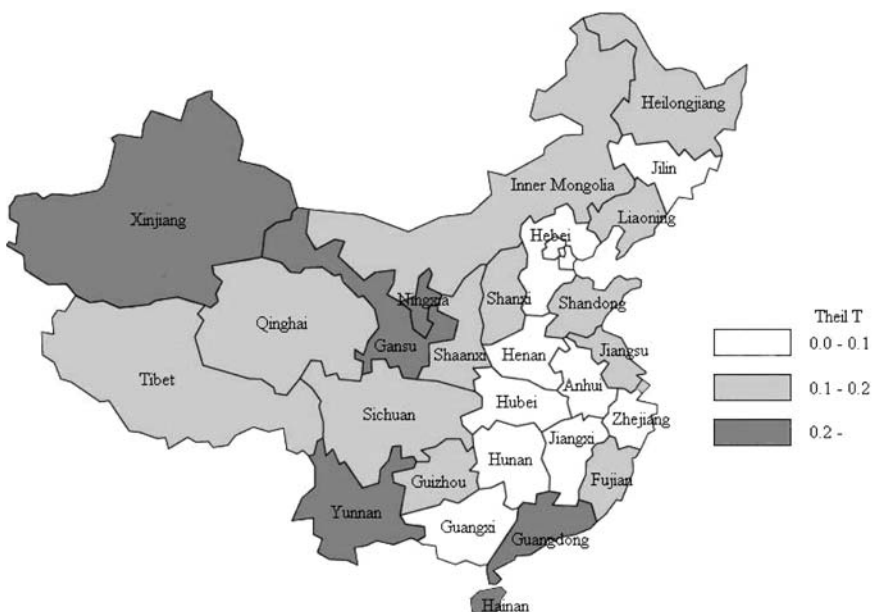 Heilongjiang
Jilin
Inner Mongolia
Liaoning
Xinjiang
Hebei
Ningxia
Shanxi
Shandong
Theil T
0.0 - 0.1
Qinghai
Gansu
Shaanxi
Henan
Jiangsu
Tibet
Anhui
0.1 - 0.2
Sichuan
Hubei
Zhejiang
Jiangxi
0.2 -
Hunan
Guizhou
Fujian
Yunnan
Guangxi
Guangdong
Hainan